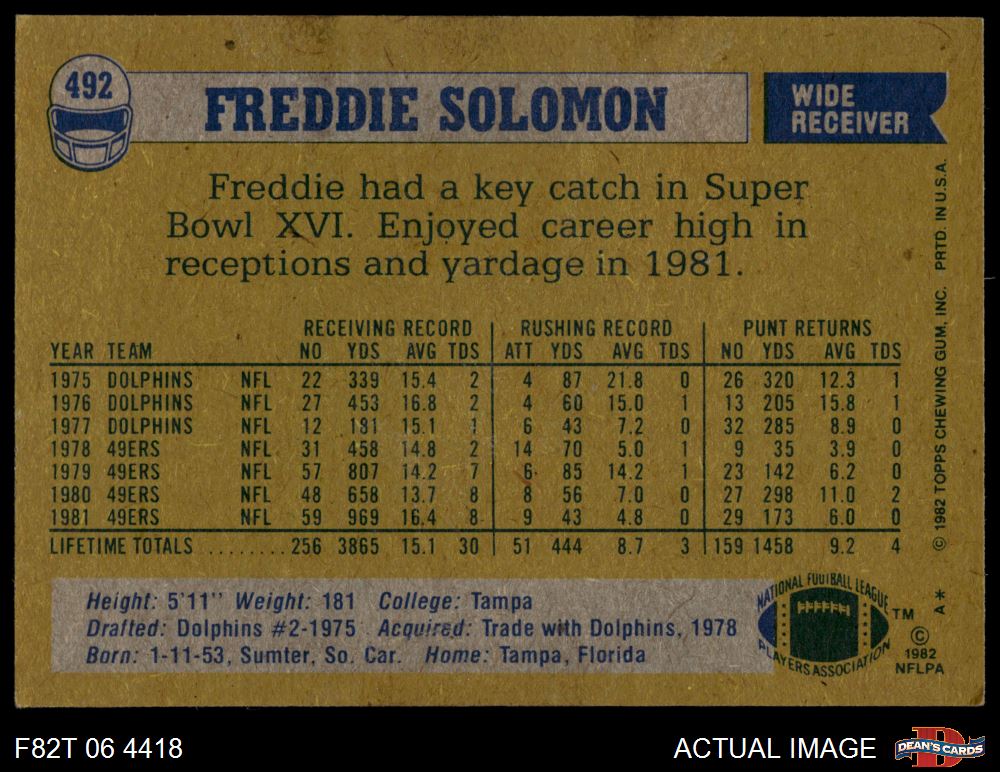 492
FREDDIE SOLOMON
WIDE
RECEIVER
Freddie had a key catch in Super
Bowl XVI. Enjoyed career high in
receptions and yardage in 1981.
RECEIVING RECORD RUSHING RECORD PUNT RETURNS
YEAR TEAM NO YDS AVG TDS ATT YDS AVG TDS NO YDS AVG TDS
1975 DOLPHINS NFL 22 339 15.4 2 4 87 21.8 0 26 320 12.3 1
1976 DOLPHINS NFL 27 453 16.8 2 4 60 15.0 1 13 205 15.8 1
1977 DOLPHINS NFL 12 181 15.1 1 6 43 7.2 0 32 285 8.9 0
1978 49ERS NFL 31 458 14.8 2 14 70 5.0 1 9 35 3.9 0
1979 49ERS NFL 57 807 14.2 7 6 85 14.2 1 23 142 6.2 0
1980 49ERS NFL 48 658 13.7 8 8 56 7.0 0 27 298 11.0 2
1981 49ERS NFL 59 969 16.4 8 9 43 4.8 0 29 173 6.0 0
LIFETIME TOTALS ......... 256 3865 15.1 30 51 444 8.7 3 159 1458 9.2 4
Height: 5'11" Weight: 181 College: Tampa
Drafted: Dolphins #2-1975 Acquired: Trade with Dolphins, 1978
Born: 1-11-53, Sumter, So. Car. Home: Tampa, Florida
NATIONAL FOOTBALL LEAGUE
PLAYERS ASSOCIATION
TM
©
1982
NFLPA
A*
© 1982 TOPPS CHEWING GUM, INC. PRTD. IN U.S.A.
F82T 06 4418
ACTUAL IMAGE
D
DEAN'S CARDS